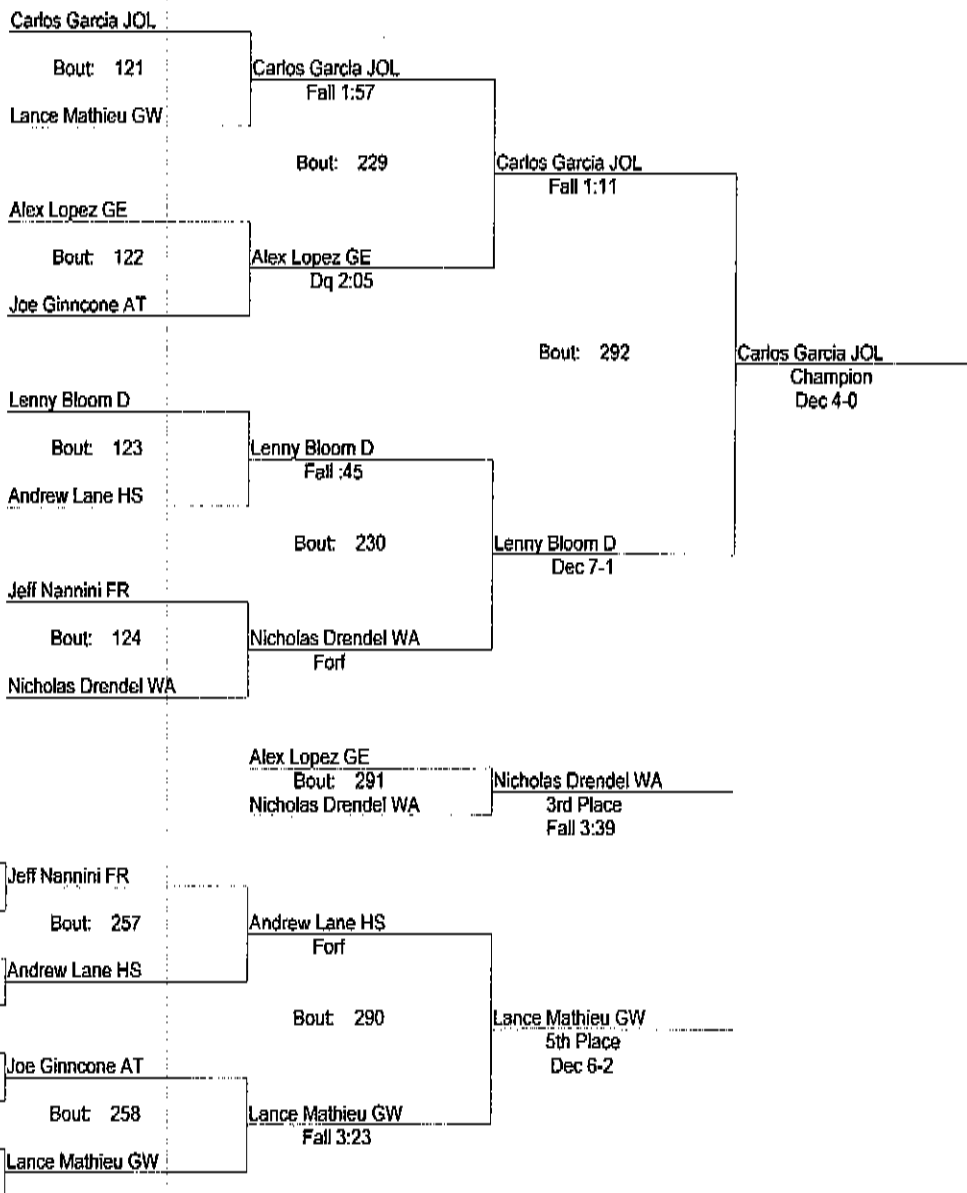 Carlos Garcia JOL
Bout: 121
Lance Mathieu GW
Carlos Garcia JOL
Fall 1:57
Bout: 229
Alex Lopez GE
Bout: 122
Joe Ginncone AT
Alex Lopez GE
Dq 2:05
Carlos Garcia JOL
Fall 1:11
Bout: 292
Carlos Garcia JOL
Champion
Dec 4-0
Lenny Bloom D
Bout: 123
Andrew Lane HS
Lenny Bloom D
Fall :45
Bout: 230
Jeff Nannini FR
Bout: 124
Nicholas Drendel WA
Nicholas Drendel WA
Forf
Lenny Bloom D
Dec 7-1
Alex Lopez GE
Bout: 291
Nicholas Drendel WA
Nicholas Drendel WA
3rd Place
Fall 3:39
Jeff Nannini FR
Bout: 257
Andrew Lane HS
Andrew Lane HS
Forf
Bout: 290
Joe Ginncone AT
Bout: 258
Lance Mathieu GW
Lance Mathieu GW
Fall 3:23
Lance Mathieu GW
5th Place
Dec 6-2